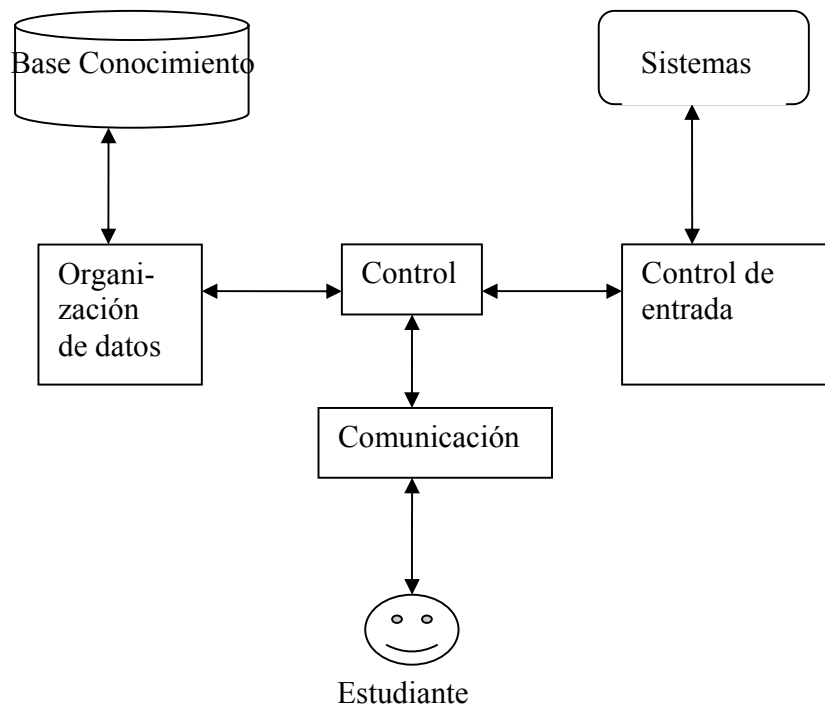 Base Conocimiento
Sistemas
Organi-
zación
de datos
Control
Control de
entrada
Comunicación
Estudiante